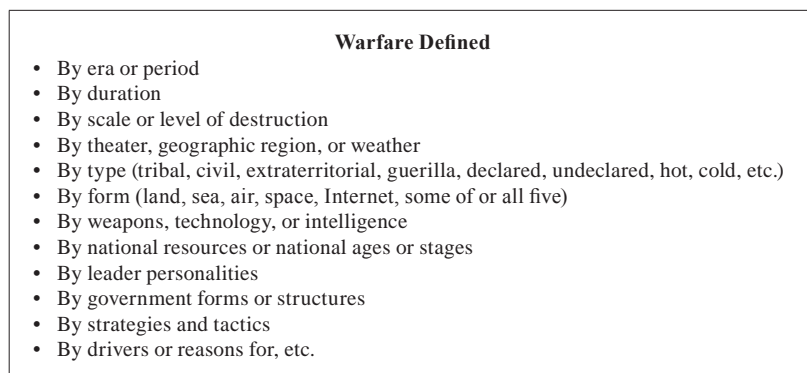 Warfare Defined
• By era or period
• By duration
• By scale or level of destruction
• By theater, geographic region, or weather
• By type (tribal, civil, extraterritorial, guerilla, declared, undeclared, hot, cold, etc.)
• By form (land, sea, air, space, Internet, some of or all five)
• By weapons, technology, or intelligence
• By national resources or national ages or stages
• By leader personalities
• By government forms or structures
• By strategies and tactics
• By drivers or reasons for, etc.